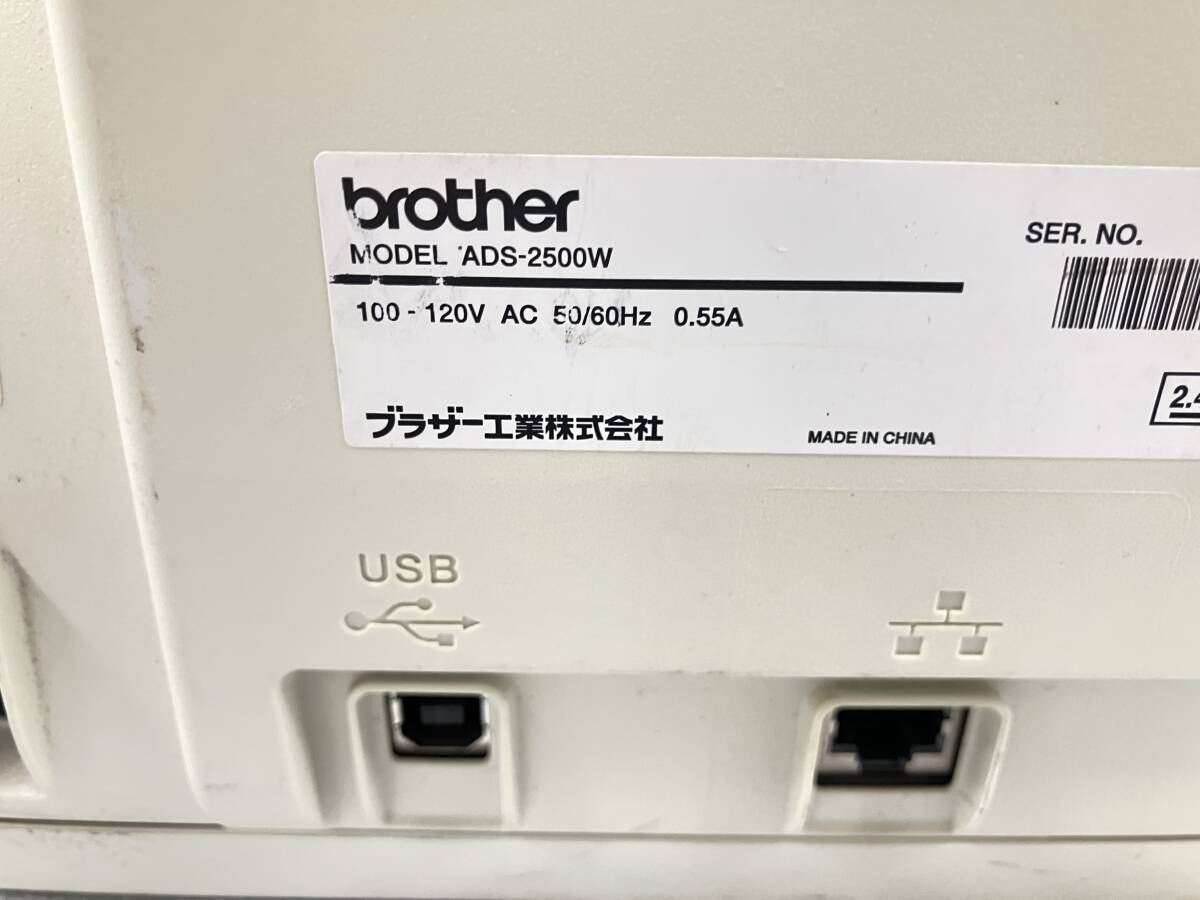 brother
MODEL ADS-2500W
100 - 120V AC 50/60Hz 0.55A
ブラザー工業株式会社
MADE IN CHINA
SER. NO.
USB